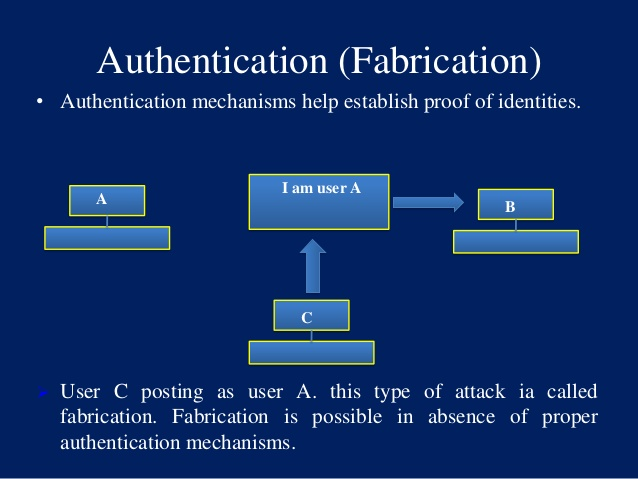 Authentication (Fabrication)
• Authentication mechanisms help establish proof of identities.
I am user A
A
B
C
User C posting as user A. this type of attack ia called
fabrication. Fabrication is possible in absence of proper
authentication mechanisms.